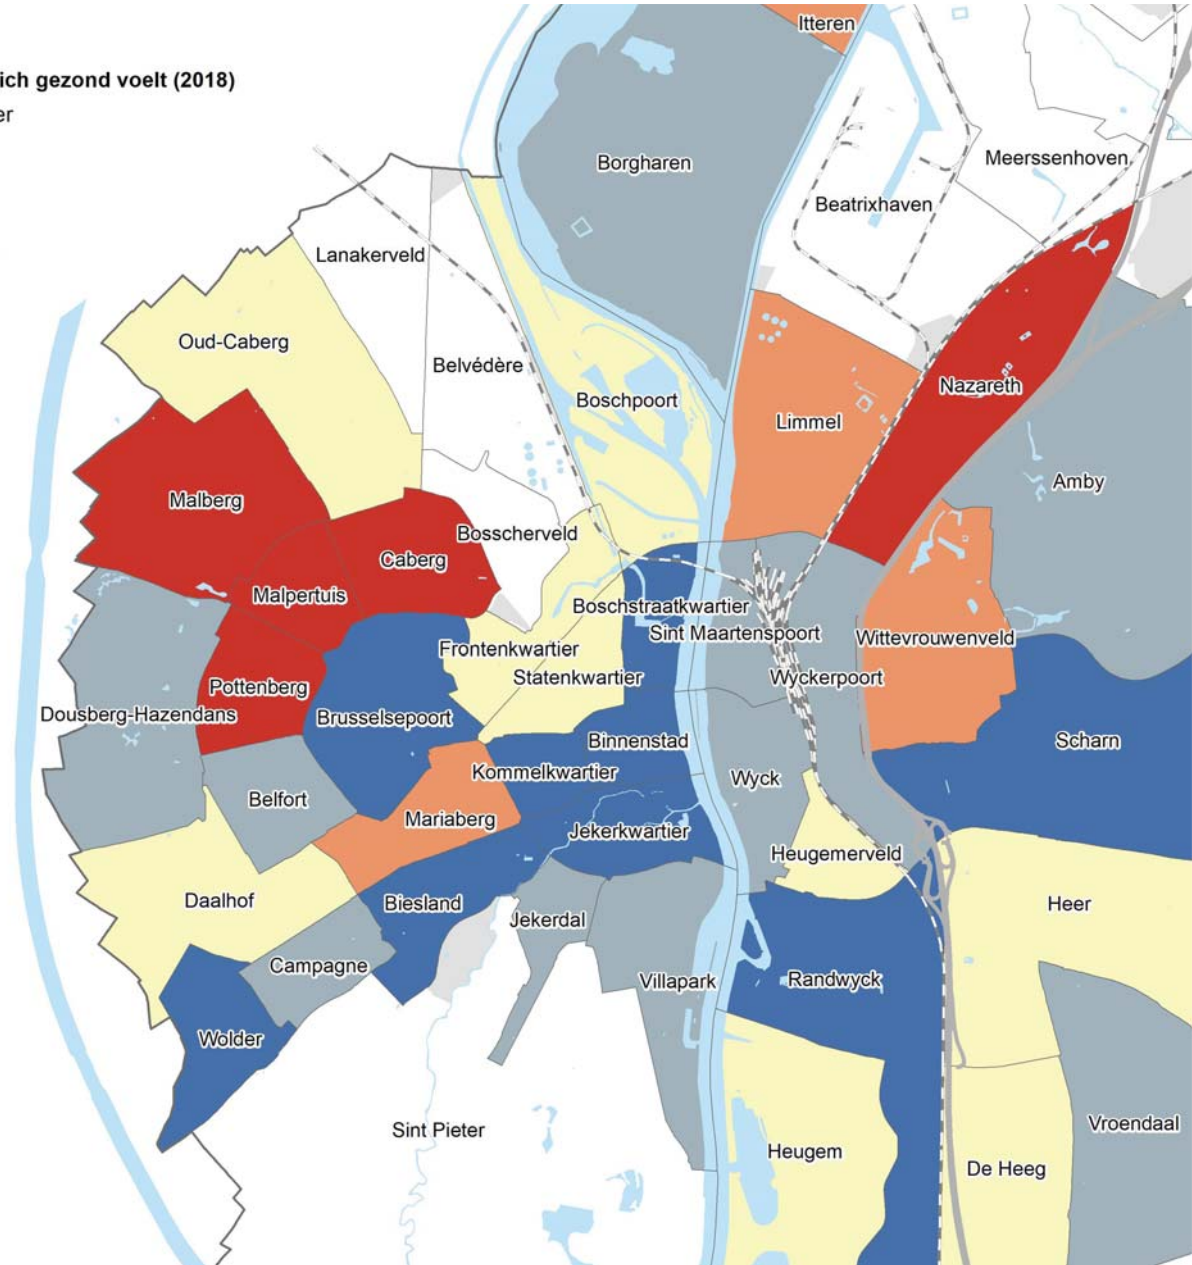 Itteren
ich gezond voelt (2018)
er
Borgharen
Meerssenhoven
Beatrixhaven
Lanakerveld
Oud-Caberg
Belvédère
Nazareth
Boschpoort
Limmel
Amby
Malberg
Bosscherveld
Caberg
Malpertuis
Boschstraatkwartier
Sint Maartenspoort
Wittevrouwenveld
Frontenkwartier
Statenkwartier
Wyckerpoort
Pottenberg
Dousberg-Hazendans
Brusselsepoort
Binnenstad
Scharn
Kommelkwartier
Wyck
Belfort
Mariaberg
Jekerkwartier
Heugemerveld
Daalhof
Biesland
Heer
Jekerdal
Campagne
Villapark
Randwyck
Wolder
Sint Pieter
Vroendaal
Heugem
De Heeg